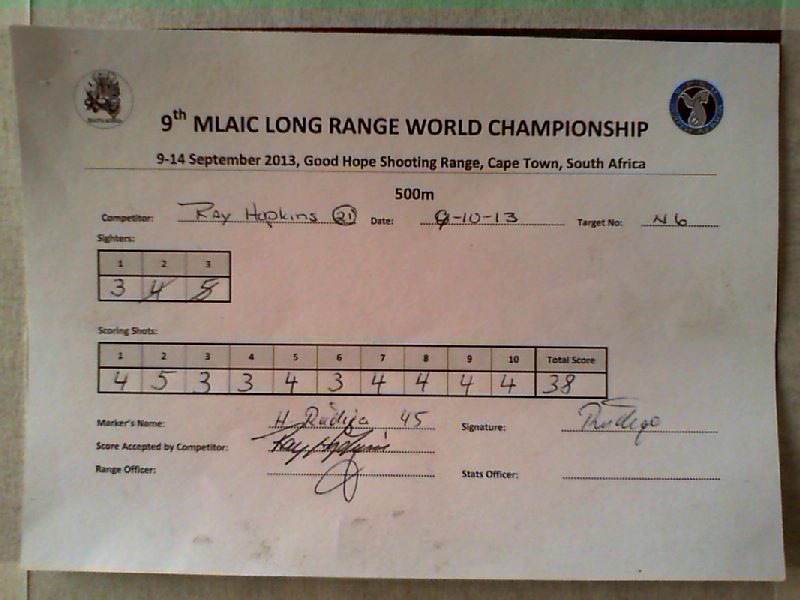 9th MLAIC LONG RANGE WORLD CHAMPIONSHIP
9-14 September 2013, Good Hope Shooting Range, Cape Town, South Africa
500m
Competitor: Ray Hopkins 21 Date: 9-10-13 Target No: N6
Sighters:
1 2 3
3 4 5
Scoring Shots:
1 2 3 4 5 6 7 8 9 10 Total Score
4 5 3 3 4 3 4 4 4 4 38
Marker's Name: H 45 Signature:
Score Accepted by Competitor: Ray Hopkins
Range Officer: Stats Officer: